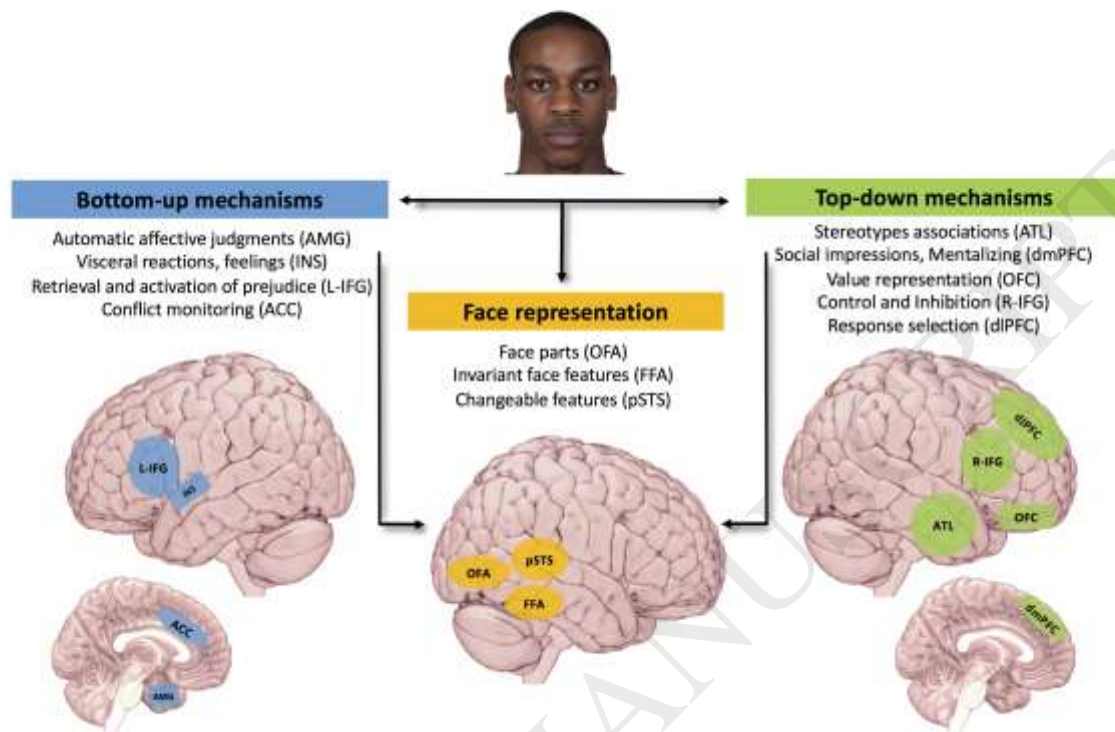 Bottom-up mechanisms
Automatic affective judgments (AMG)
Visceral reactions, feelings (INS)
Retrieval and activation of prejudice (L-IFG)
Conflict monitoring (ACC)
Face representation
Face parts (OFA)
Invariant face features (FFA)
Changeable features (pSTS)
Top-down mechanisms
Stereotypes associations (ATL)
Social impressions, Mentalizing (dmPFC)
Value representation (OFC)
Control and Inhibition (R-IFG)
Response selection (dlPFC)
L-IFG
INS
ACC
AMG
OFA
pSTS
FFA
dlPFC
R-IFG
ATL
OFC
dmPFC